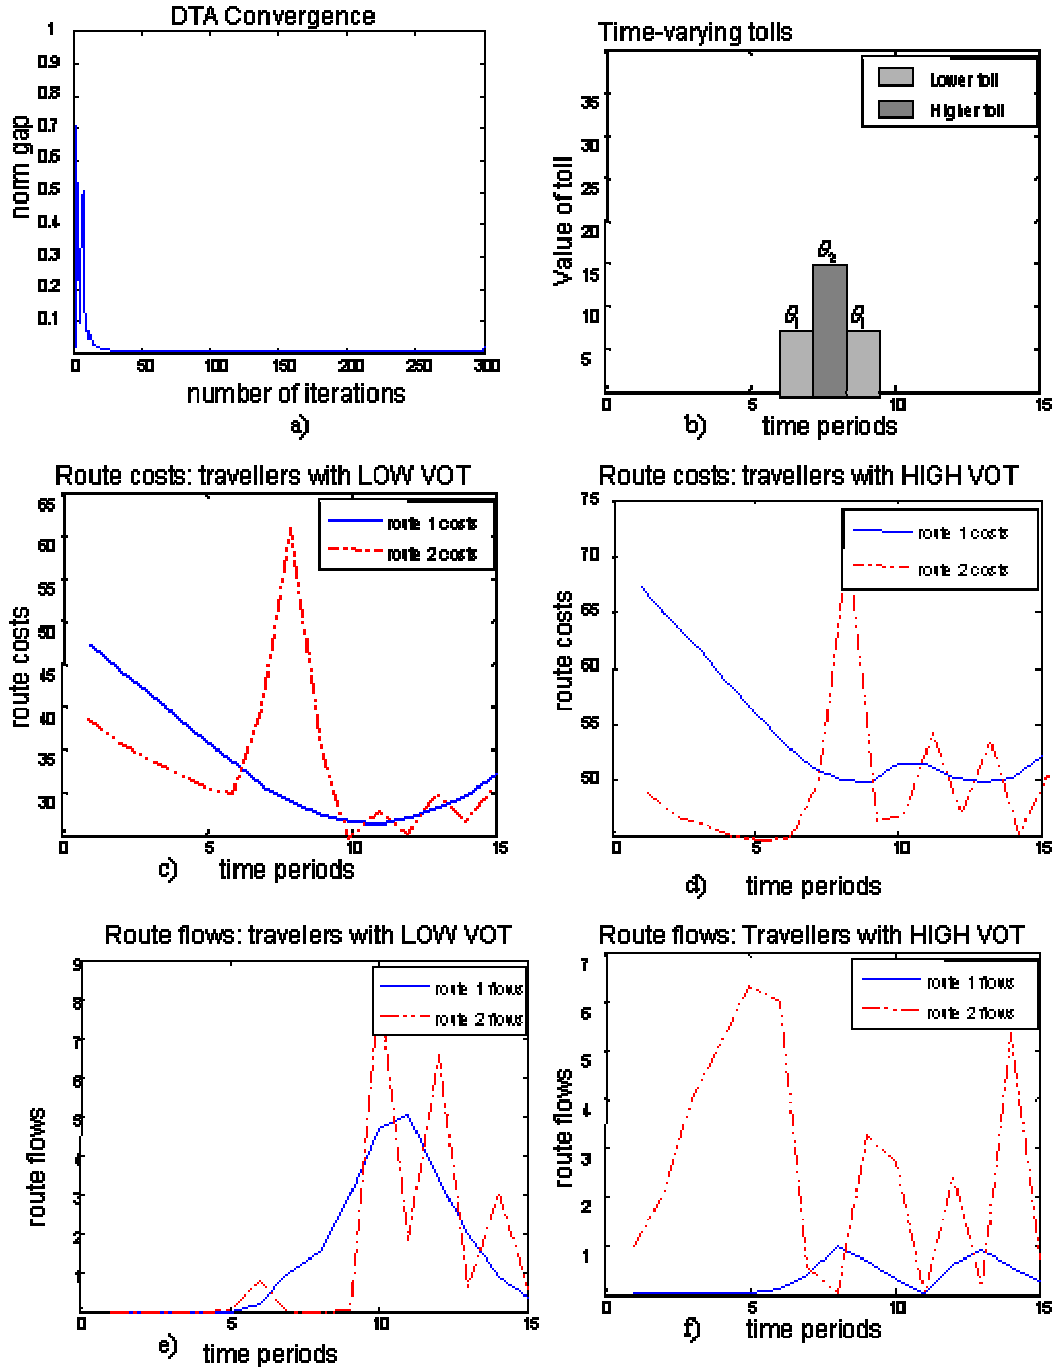 DTA Convergence
1
0.9
0.8
0.7
0.6
0.5
0.4
0.3
0.2
0.1
norm gap
0 50 100 150 200 250 300
number of iterations
a)
Time-varying tolls
Lower toll
Higher toll
40
35
30
25
20
15
10
5
Value of toll
0 5 10 15
b) time periods
Route costs: travellers with LOW VOT
route 1 costs
route 2 costs
65
60
55
50
45
40
35
30
route costs
0 5 10 15
c) time periods
Route costs: travellers with HIGH VOT
route 1 costs
route 2 costs
75
70
65
60
55
50
route costs
0 5 10 15
d) time periods
Route flows: travelers with LOW VOT
route 1 flows
route 2 flows
9
8
7
6
5
4
3
2
1
route flows
0 5 10 15
e) time periods
Route flows: Travellers with HIGH VOT
route 1 flows
route 2 flows
7
6
5
4
3
2
1
route flows
0 5 10 15
f) time periods